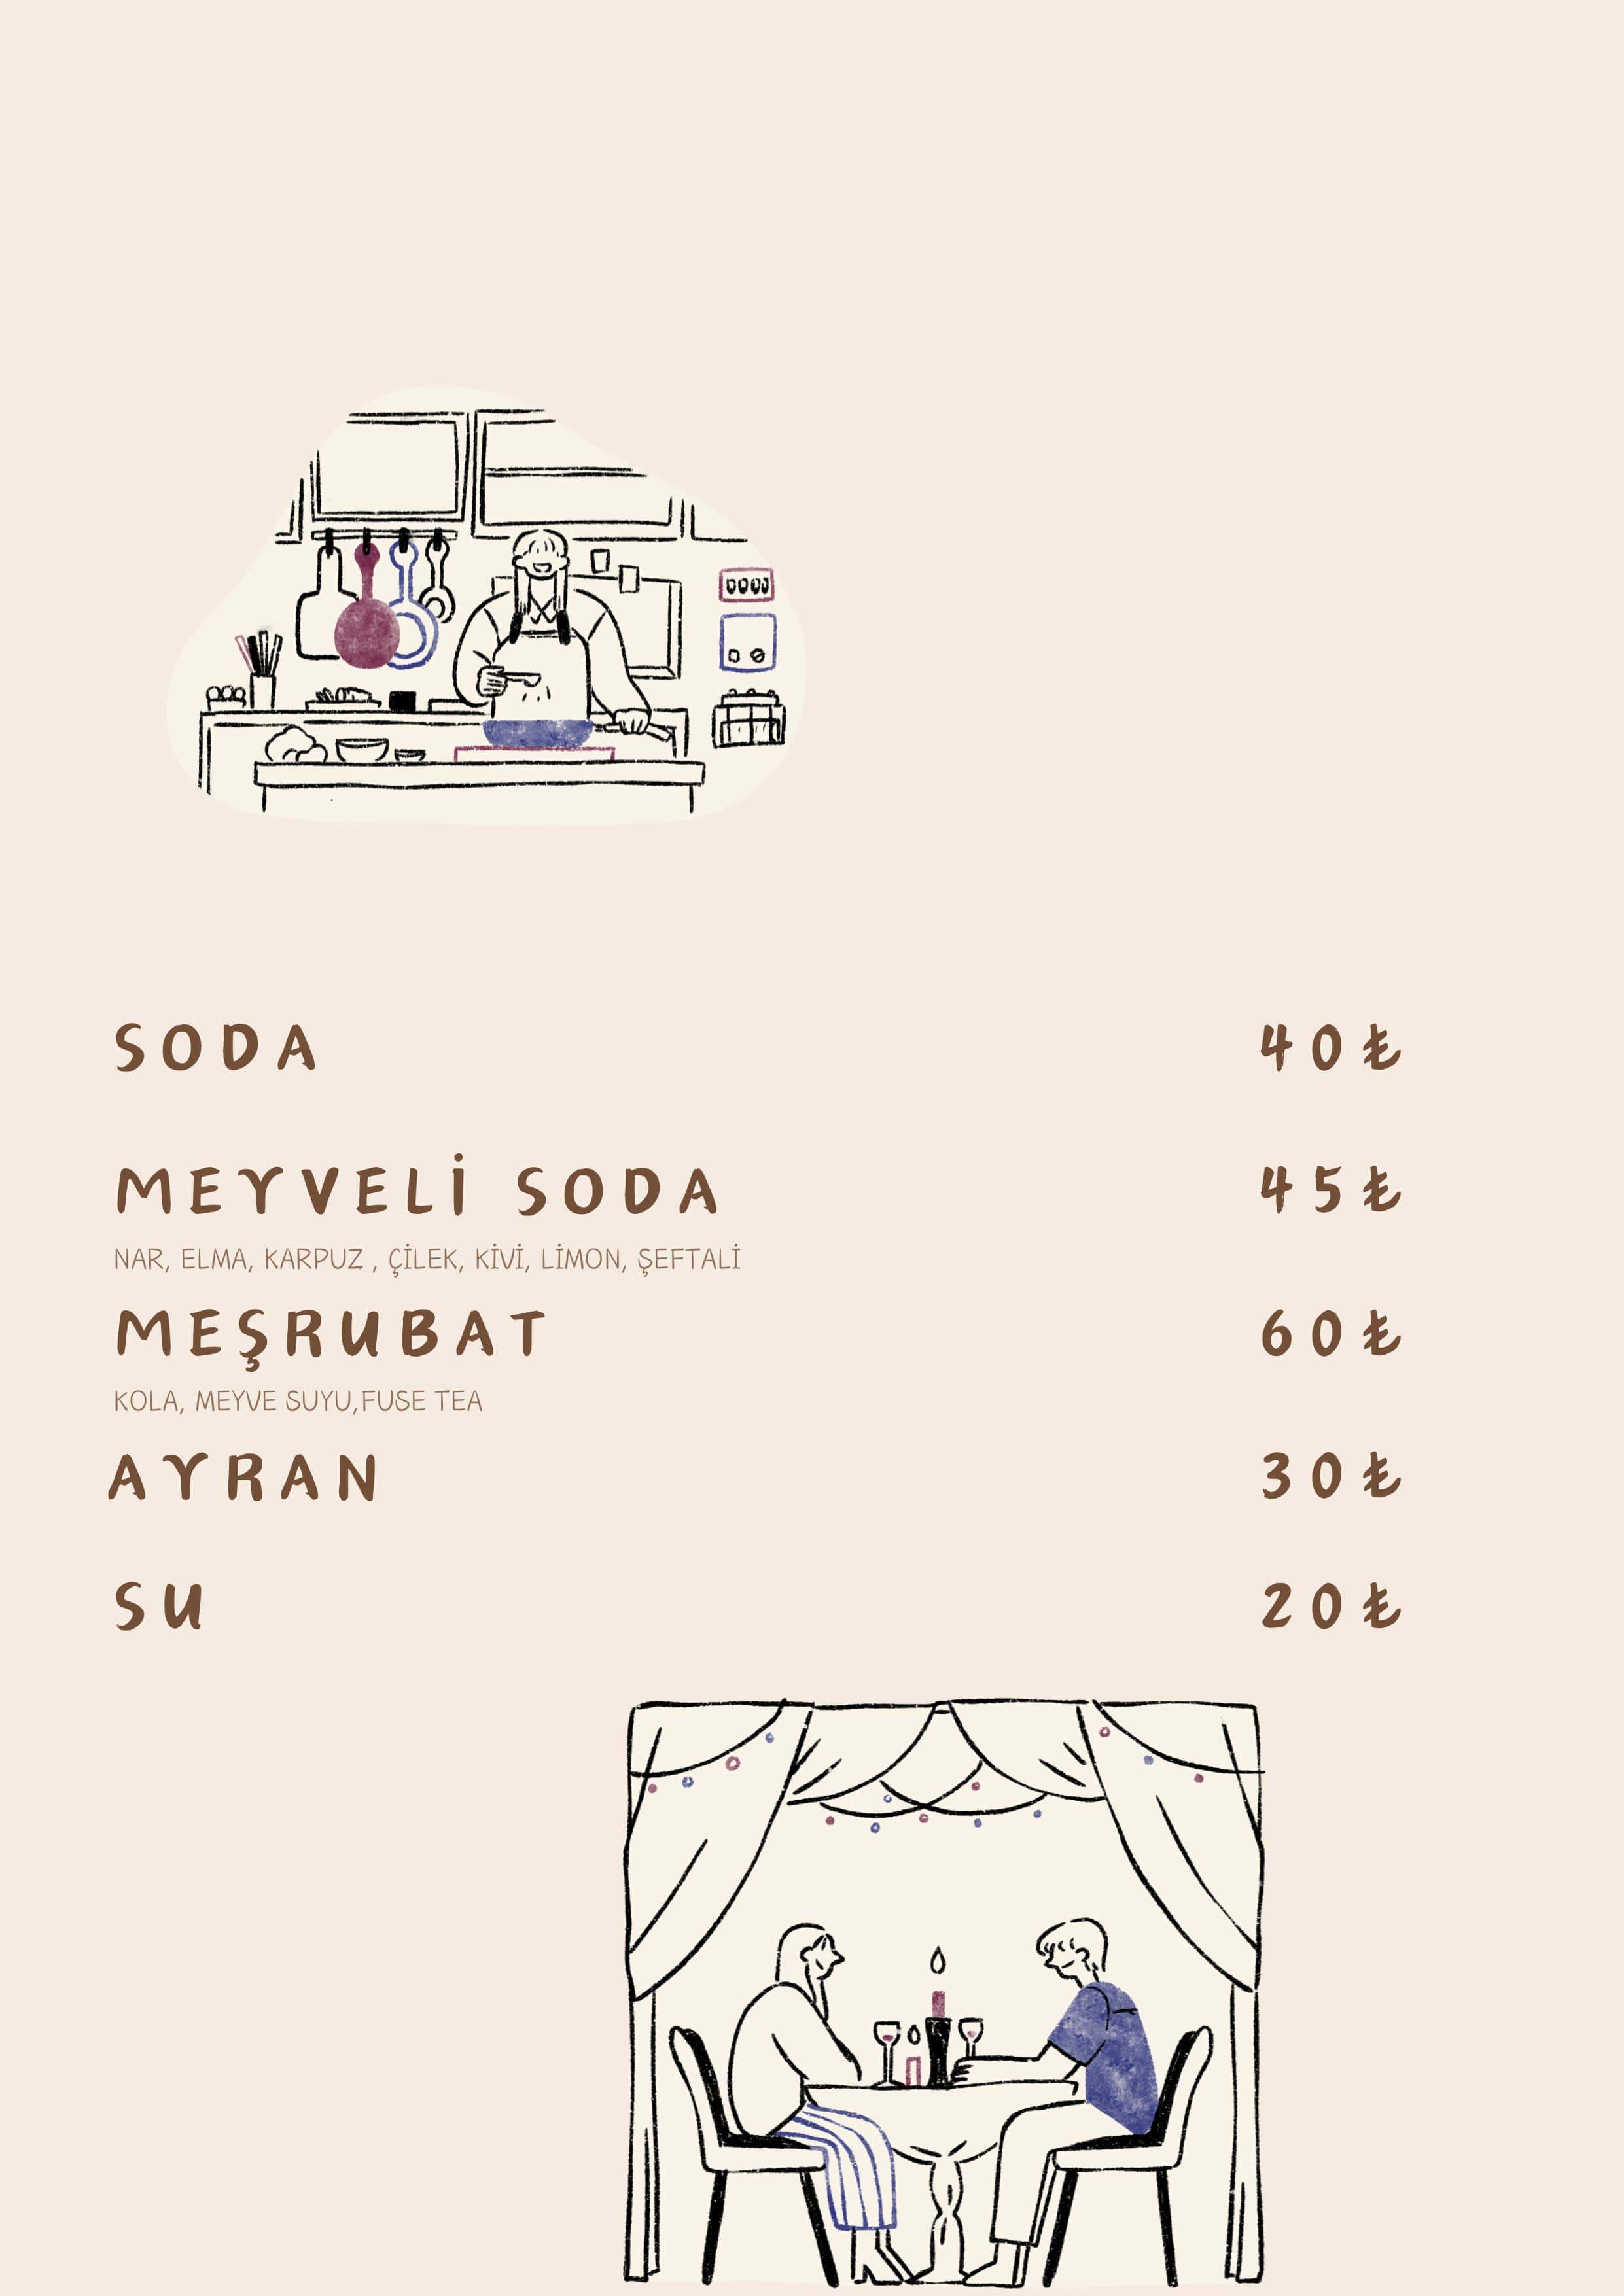 SODA 40₺
MEYVELİ SODA 45₺
NAR, ELMA, KARPUZ , ÇİLEK, KİVİ, LİMON, ŞEFTALİ
MEŞRUBAT 60₺
KOLA, MEYVE SUYU,FUSE TEA
AYRAN 30₺
SU 20₺